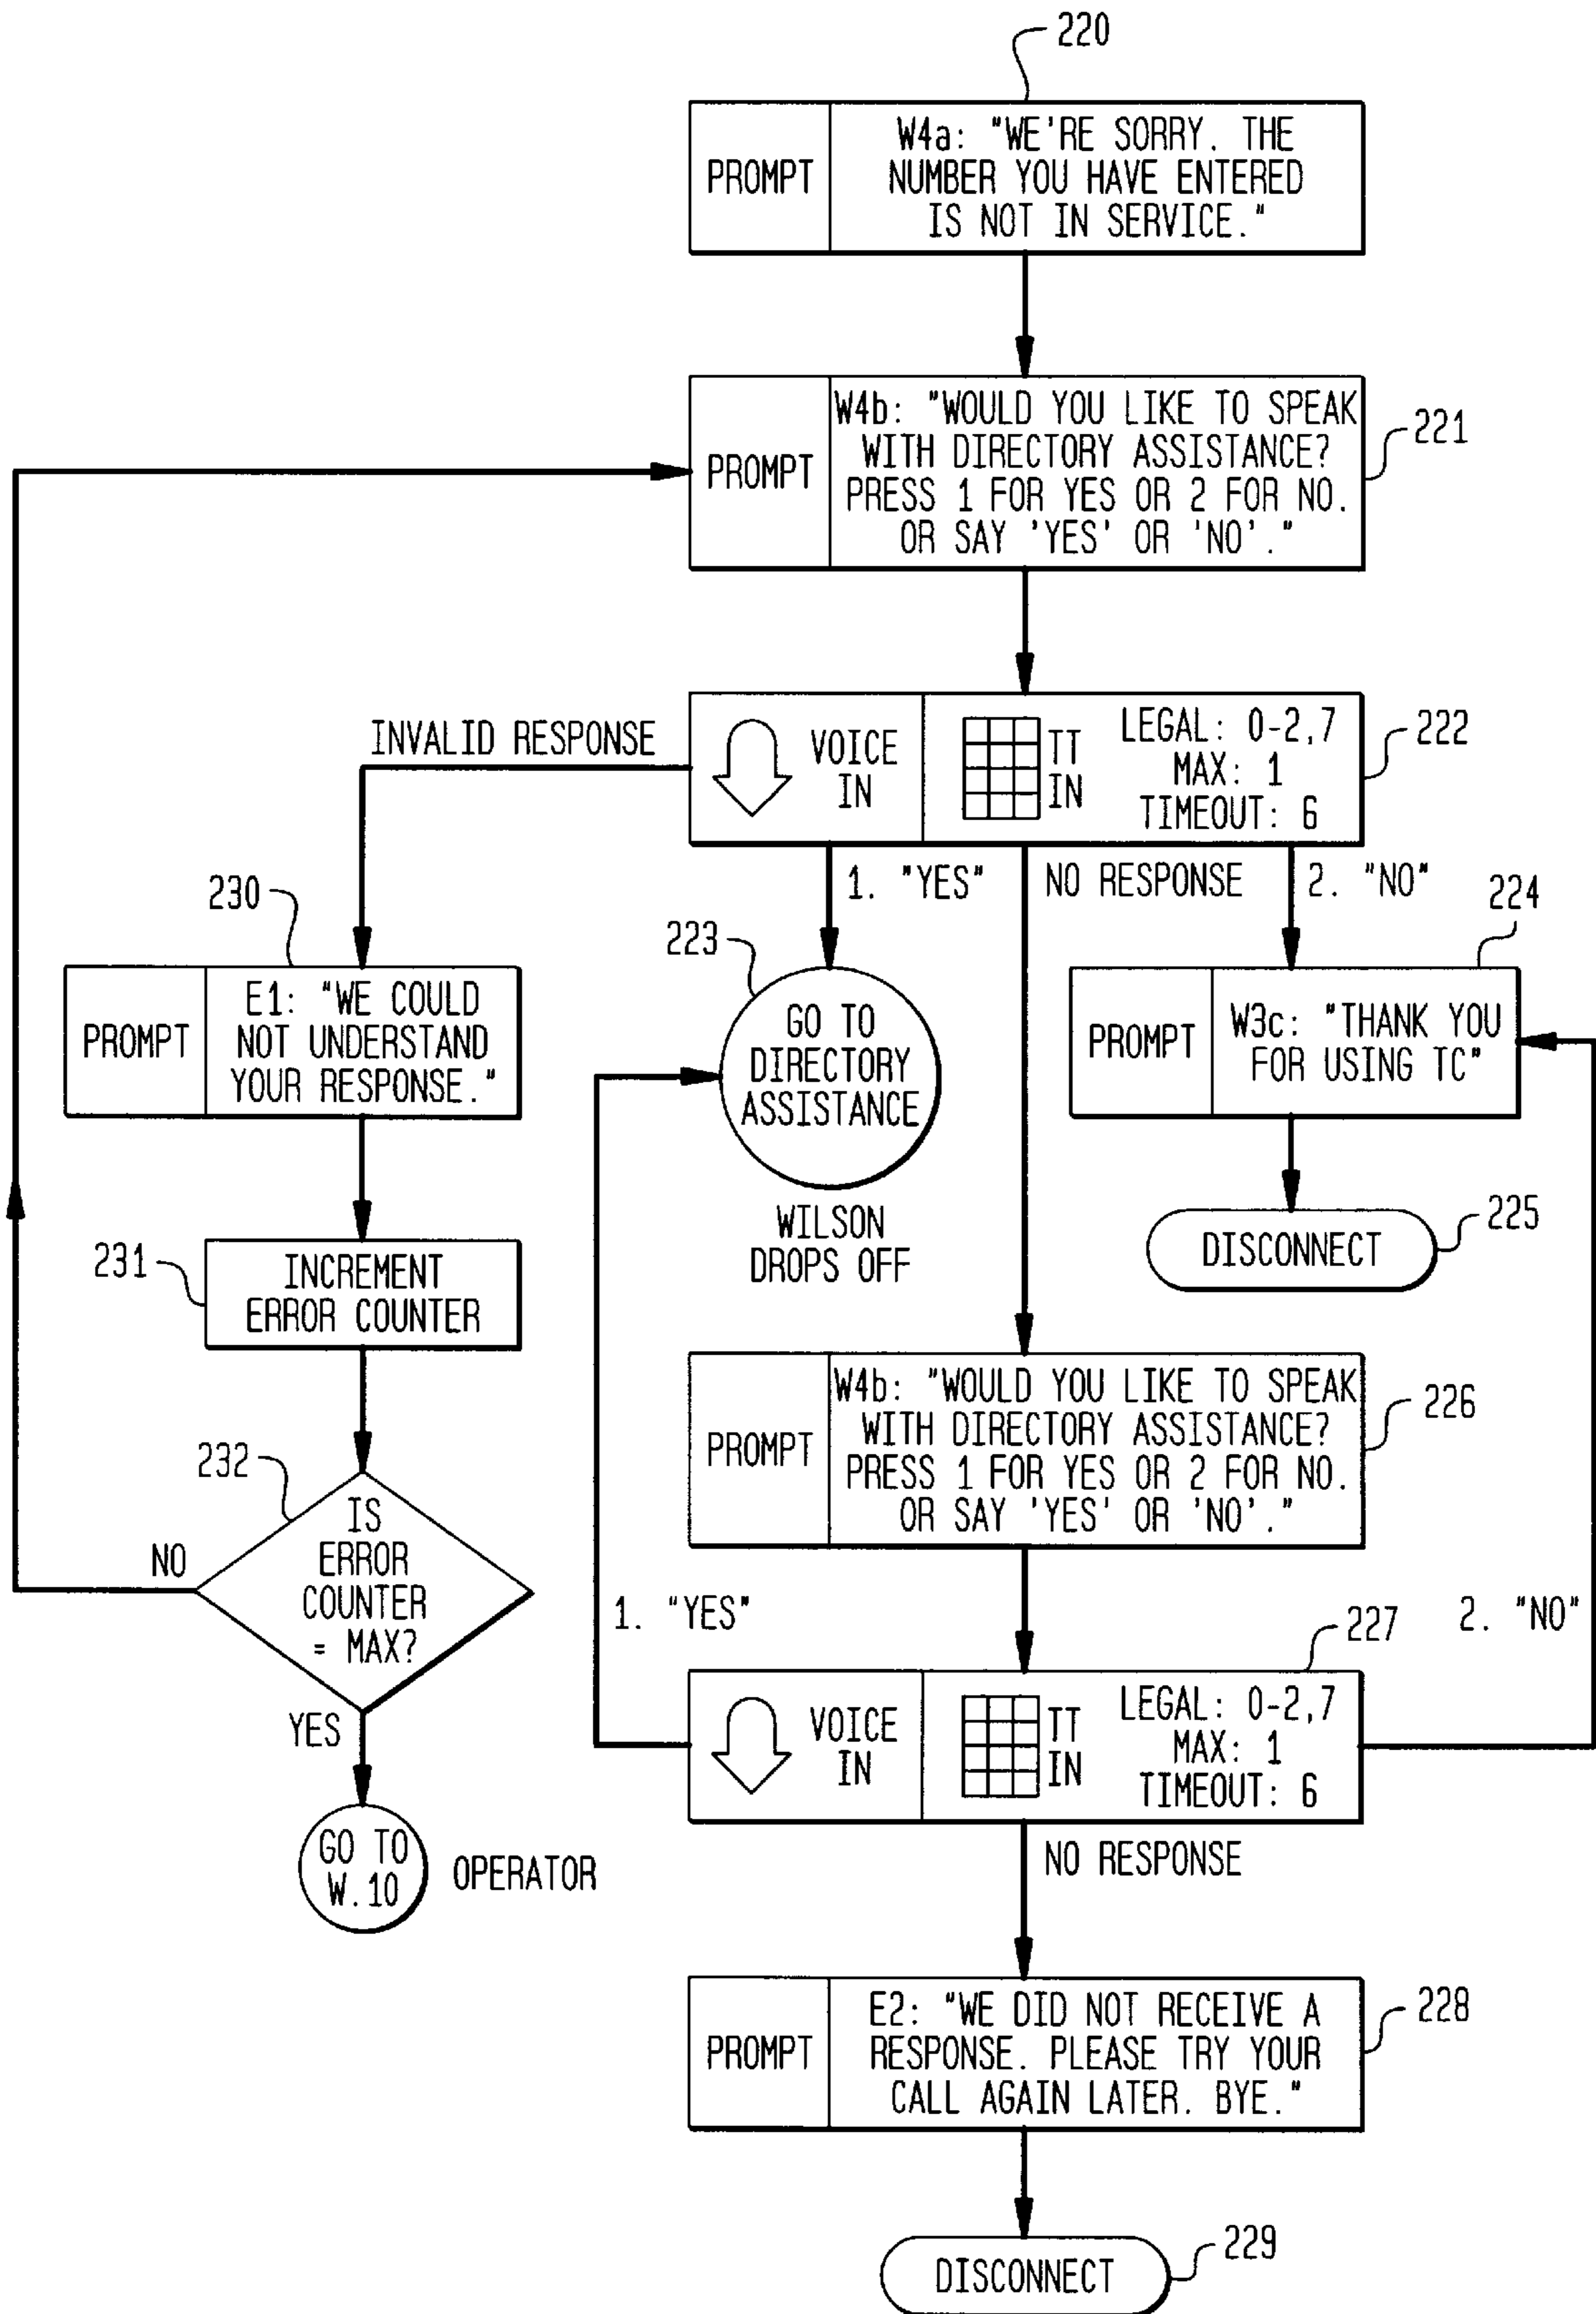 220
PROMPT
W4a: "WE'RE SORRY. THE
NUMBER YOU HAVE ENTERED
IS NOT IN SERVICE."
PROMPT
W4b: "WOULD YOU LIKE TO SPEAK
WITH DIRECTORY ASSISTANCE?
PRESS 1 FOR YES OR 2 FOR NO.
OR SAY 'YES' OR 'NO'."
221
INVALID RESPONSE
VOICE
IN
TT
IN
LEGAL: 0-2,7
MAX: 1
TIMEOUT: 6
222
1. "YES"
NO RESPONSE
2. "NO"
230
PROMPT
E1: "WE COULD
NOT UNDERSTAND
YOUR RESPONSE."
223
GO TO
DIRECTORY
ASSISTANCE
WILSON
DROPS OFF
224
PROMPT
W3c: "THANK YOU
FOR USING TC"
DISCONNECT
225
231
INCREMENT
ERROR COUNTER
232
IS
ERROR
COUNTER
= MAX?
NO
YES
GO TO
W.10
OPERATOR
PROMPT
W4b: "WOULD YOU LIKE TO SPEAK
WITH DIRECTORY ASSISTANCE?
PRESS 1 FOR YES OR 2 FOR NO.
OR SAY 'YES' OR 'NO'."
226
1. "YES"
227
2. "NO"
VOICE
IN
TT
IN
LEGAL: 0-2,7
MAX: 1
TIMEOUT: 6
NO RESPONSE
PROMPT
E2: "WE DID NOT RECEIVE A
RESPONSE. PLEASE TRY YOUR
CALL AGAIN LATER. BYE."
228
DISCONNECT
229